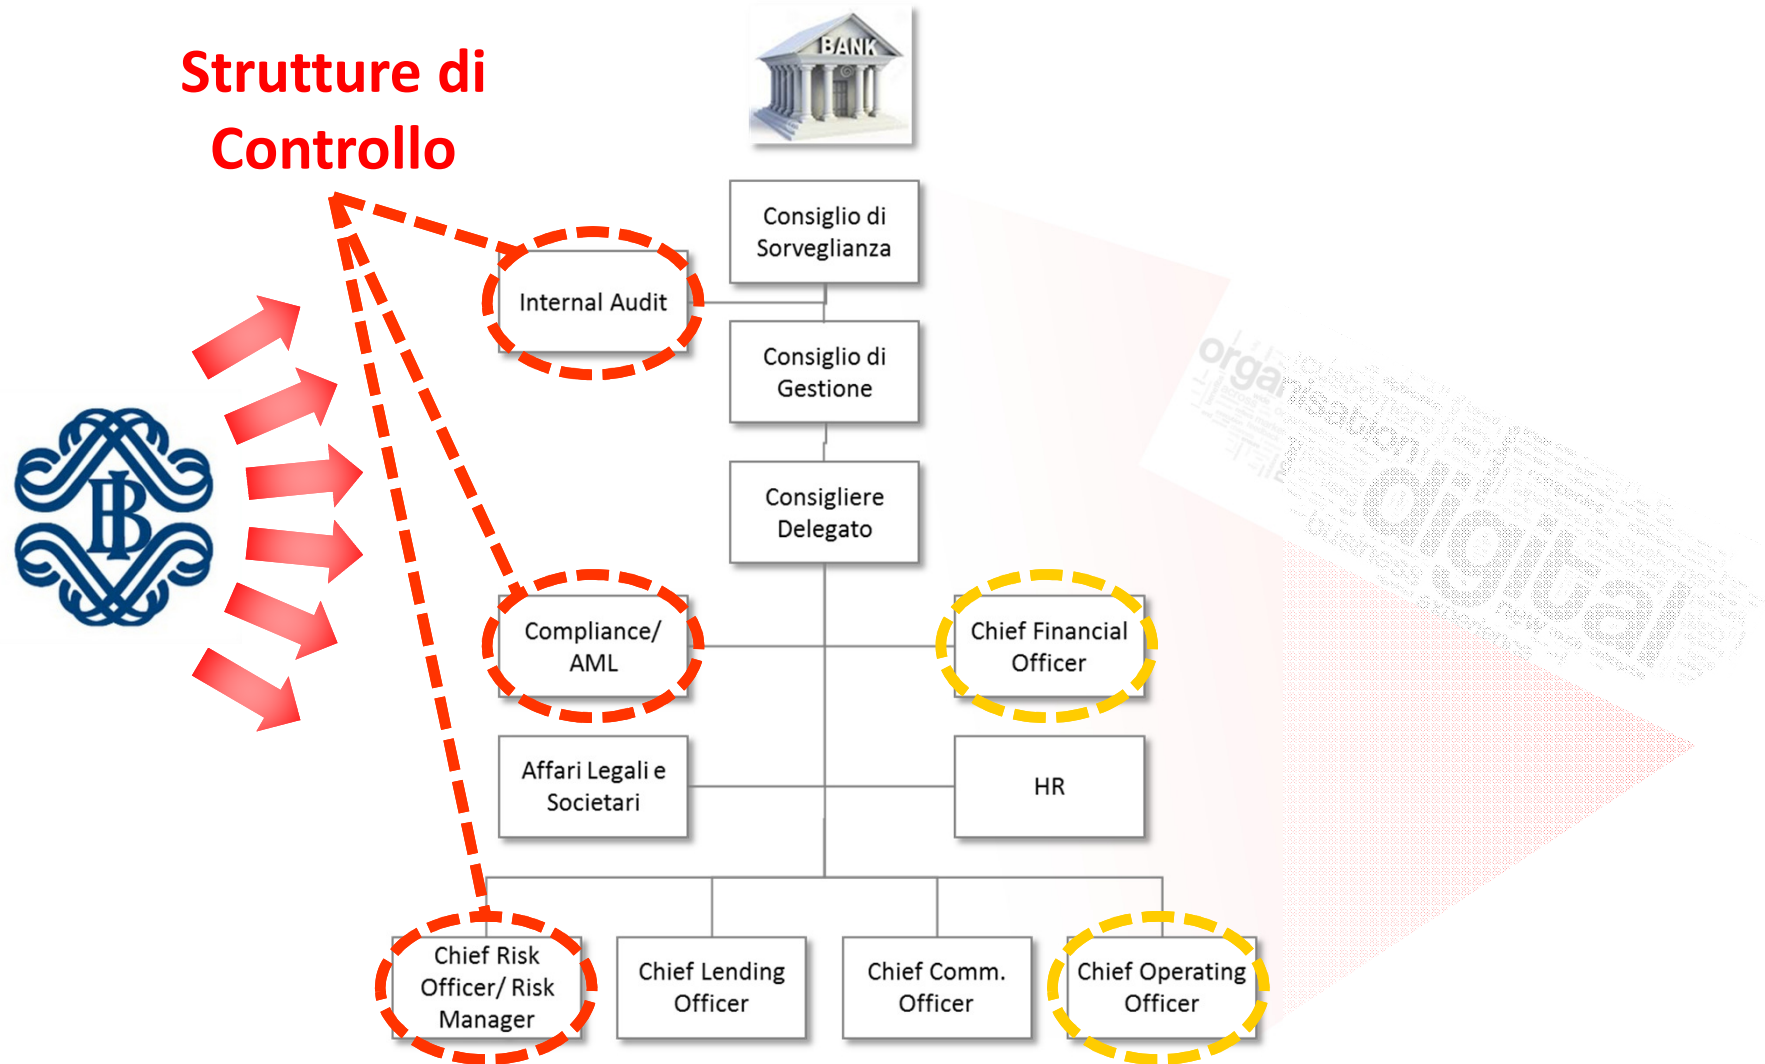 Strutture di
Controllo
BANK
Consiglio di
Sorveglianza
Internal Audit
Consiglio di
Gestione
Consigliere
Delegato
Compliance/
AML
Chief Financial
Officer
Affari Legali e
Societari
HR
Chief Risk
Officer/ Risk
Manager
Chief Lending
Officer
Chief Comm.
Officer
Chief Operating
Officer
organisation
digital
business